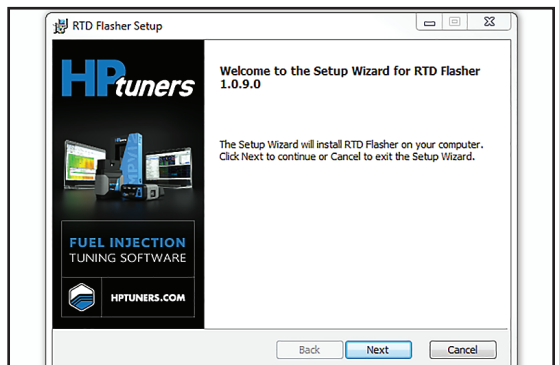 RTD Flasher Setup
HPtuners
Welcome to the Setup Wizard for RTD Flasher
1.0.9.0
The Setup Wizard will install RTD Flasher on your computer.
Click Next to continue or Cancel to exit the Setup Wizard.
MPVI2
FUEL INJECTION
TUNING SOFTWARE
HPTUNERS.COM
Back
Next
Cancel